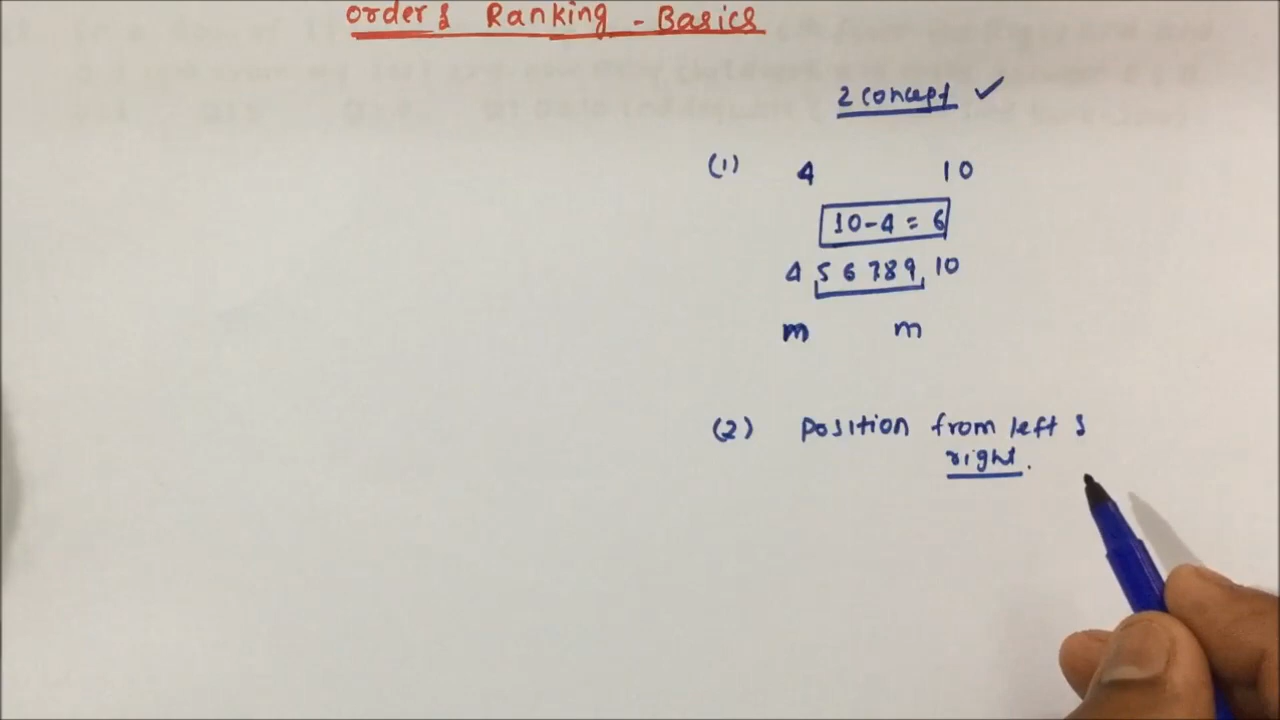 Order & Ranking - Basics
2 concept ✓
(1) 4 10
10-4 = 6
4 5 6 7 8 9 10
m m
(2) Position from left &
right.